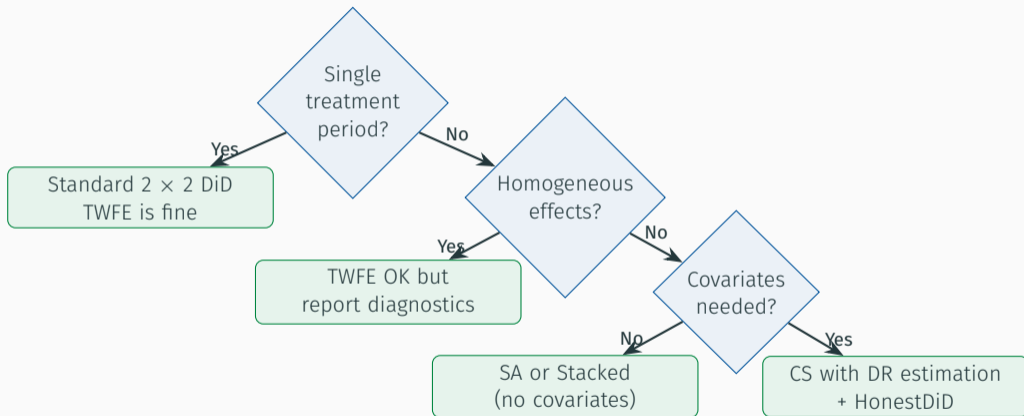 Single
treatment
period?
Yes
No
Standard 2 × 2 DiD
TWFE is fine
Homogeneous
effects?
Yes
No
TWFE OK but
report diagnostics
Covariates
needed?
No
Yes
SA or Stacked
(no covariates)
CS with DR estimation
+ HonestDiD